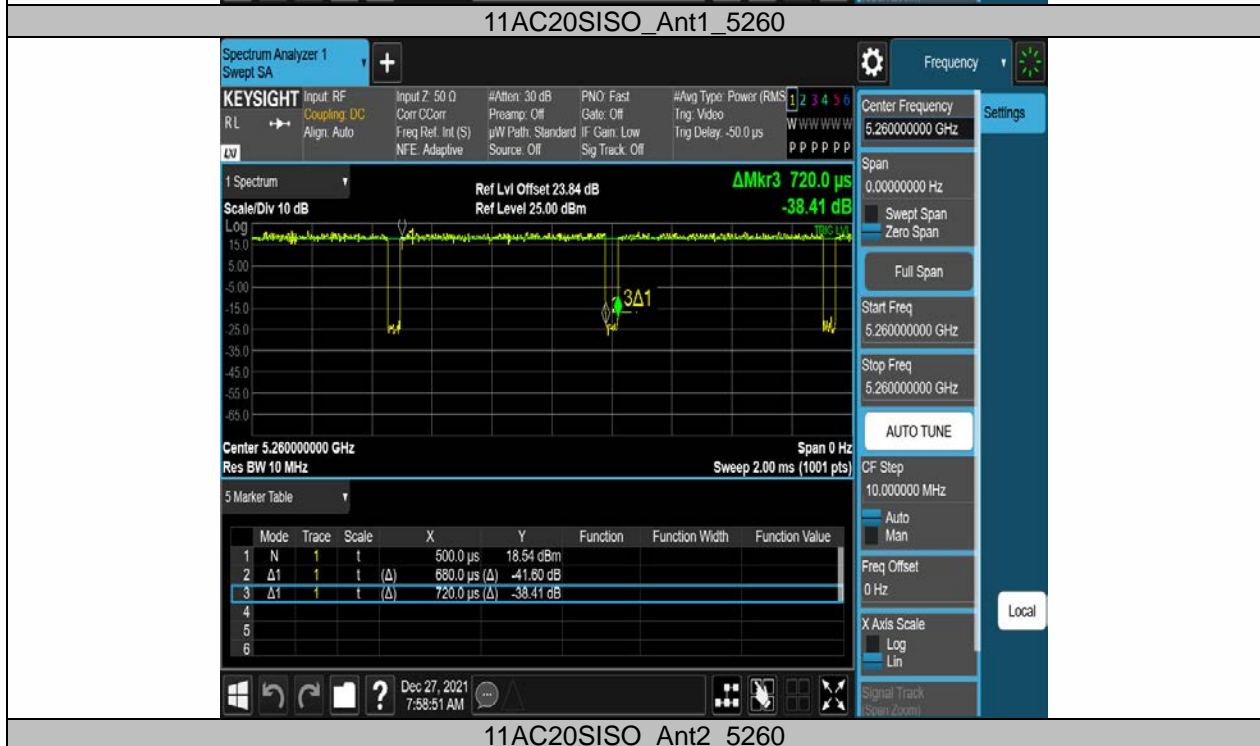 11AC20SISO_Ant1_5260
Spectrum Analyzer 1
Swept SA
Frequency
KEYSIGHT
Input: RF
Coupling: DC
Align: Auto
RL
LXI
Input Z: 50 Ω
Corr CCorr
Freq Ref: Int (S)
NFE: Adaptive
#Atten: 30 dB
Preamp: Off
µW Path: Standard
Source: Off
PNO: Fast
Gate: Off
IF Gain: Low
Sig Track: Off
#Avg Type: Power (RMS
Trig: Video
Trig Delay: -50.0 µs
1 2 3 4 5 6
W W W W W W
P P P P P P
Center Frequency
5.260000000 GHz
Settings
Span
0.00000000 Hz
Swept Span
Zero Span
Full Span
Start Freq
5.260000000 GHz
Stop Freq
5.260000000 GHz
AUTO TUNE
CF Step
10.000000 MHz
Auto
Man
Freq Offset
0 Hz
X Axis Scale
Log
Lin
Signal Track
(Span Zoom)
Local
1 Spectrum
Scale/Div 10 dB
Ref Lvl Offset 23.84 dB
Ref Level 25.00 dBm
ΔMkr3 720.0 µs
-38.41 dB
Log
TRIG LVL
15.0
5.00
-5.00
-15.0
-25.0
-35.0
-45.0
-55.0
-65.0
3Δ1
Center 5.260000000 GHz
Span 0 Hz
Res BW 10 MHz
Sweep 2.00 ms (1001 pts)
5 Marker Table
Mode Trace Scale X Y Function Function Width Function Value
1 N 1 t 500.0 µs 18.54 dBm
2 Δ1 1 t (Δ) 680.0 µs (Δ) -41.60 dB
3 Δ1 1 t (Δ) 720.0 µs (Δ) -38.41 dB
4
5
6
Dec 27, 2021
7:58:51 AM
11AC20SISO_Ant2_5260